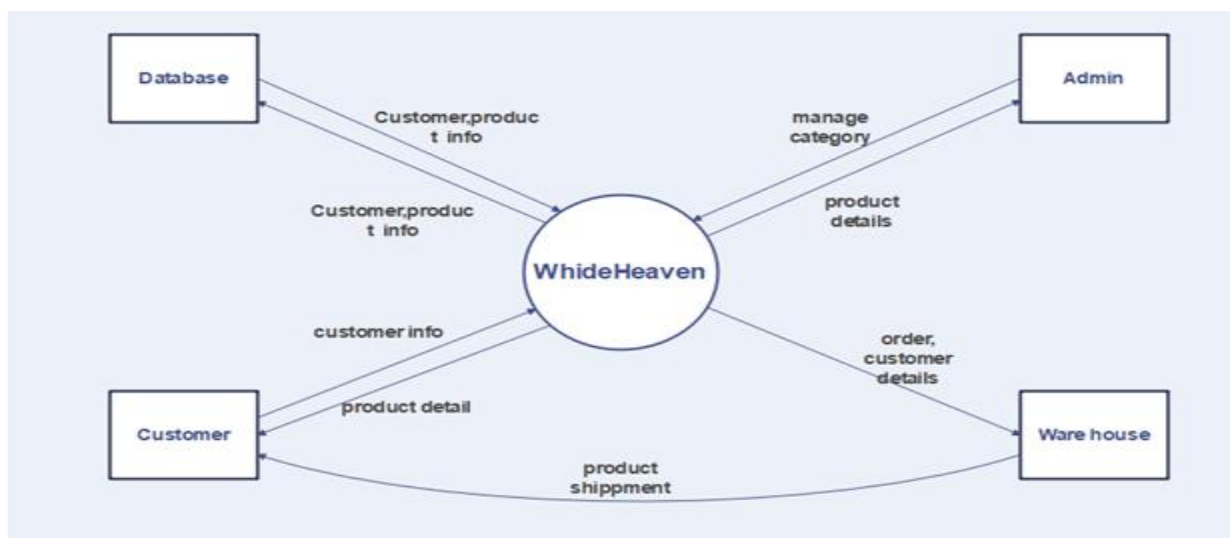 Database
Admin
Customer,produc
t info
manage
category
Customer,produc
t info
product
details
WhideHeaven
customer info
order,
customer
details
product detail
Customer
Ware house
product
shippment